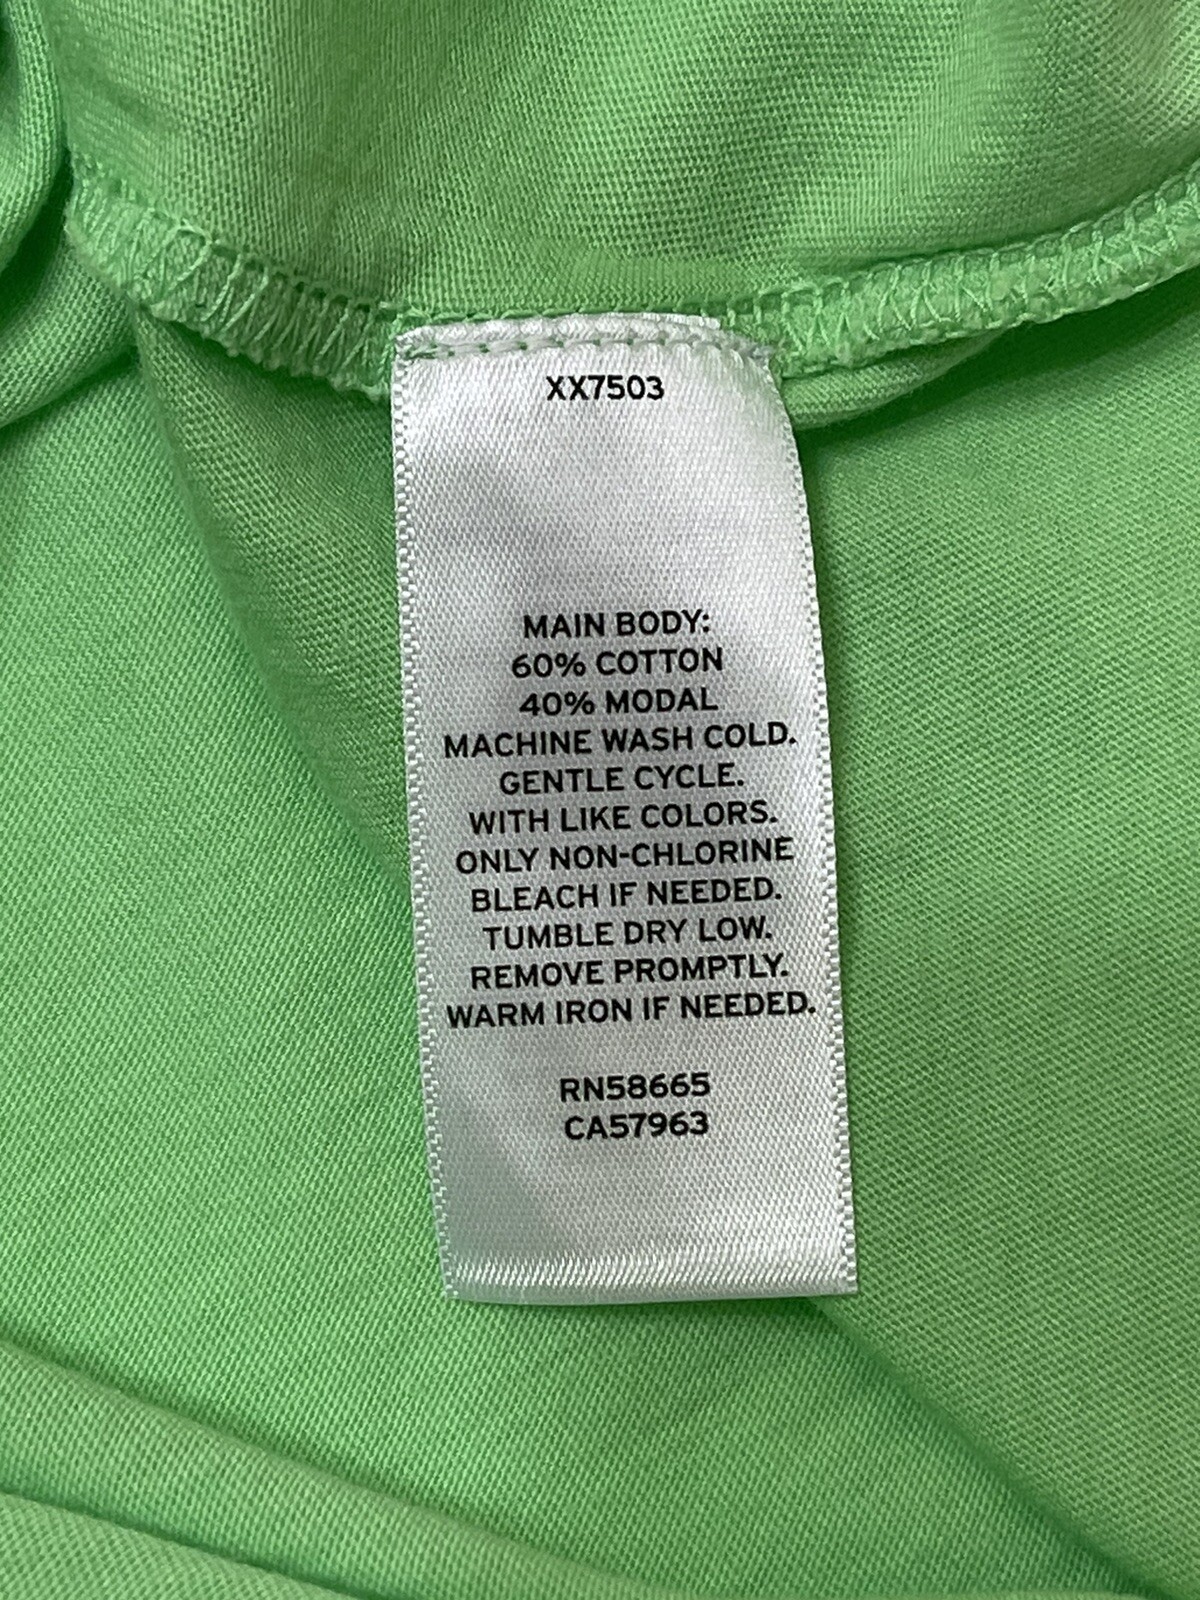 XX7503
MAIN BODY:
60% COTTON
40% MODAL
MACHINE WASH COLD.
GENTLE CYCLE.
WITH LIKE COLORS.
ONLY NON-CHLORINE
BLEACH IF NEEDED.
TUMBLE DRY LOW.
REMOVE PROMPTLY.
WARM IRON IF NEEDED.
RN58665
CA57963